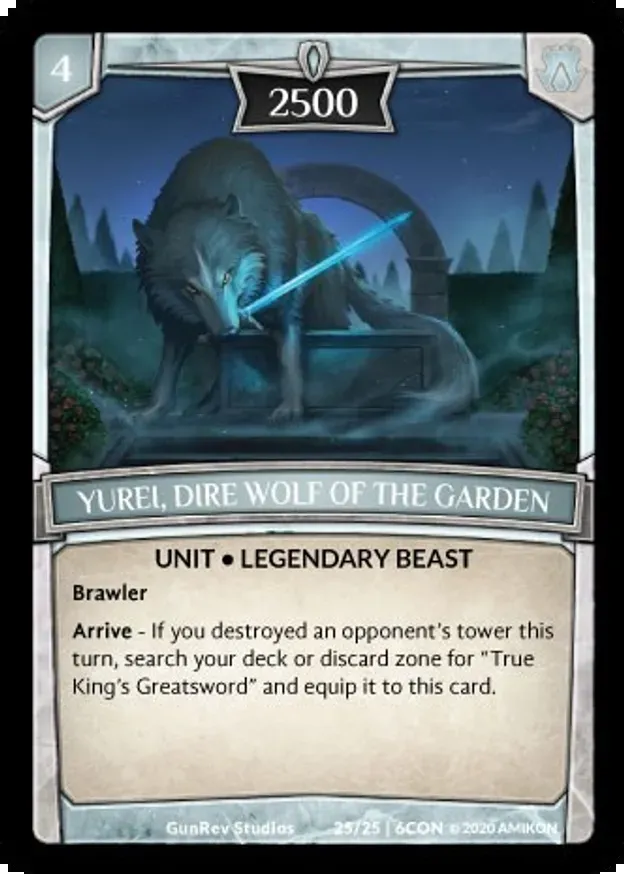 4
2500
YUREI, DIRE WOLF OF THE GARDEN
UNIT • LEGENDARY BEAST
Brawler
Arrive - If you destroyed an opponent's tower this
turn, search your deck or discard zone for "True
King's Greatsword" and equip it to this card.
GunRev Studios 25/25 | 6CON © 2020 AMIKON